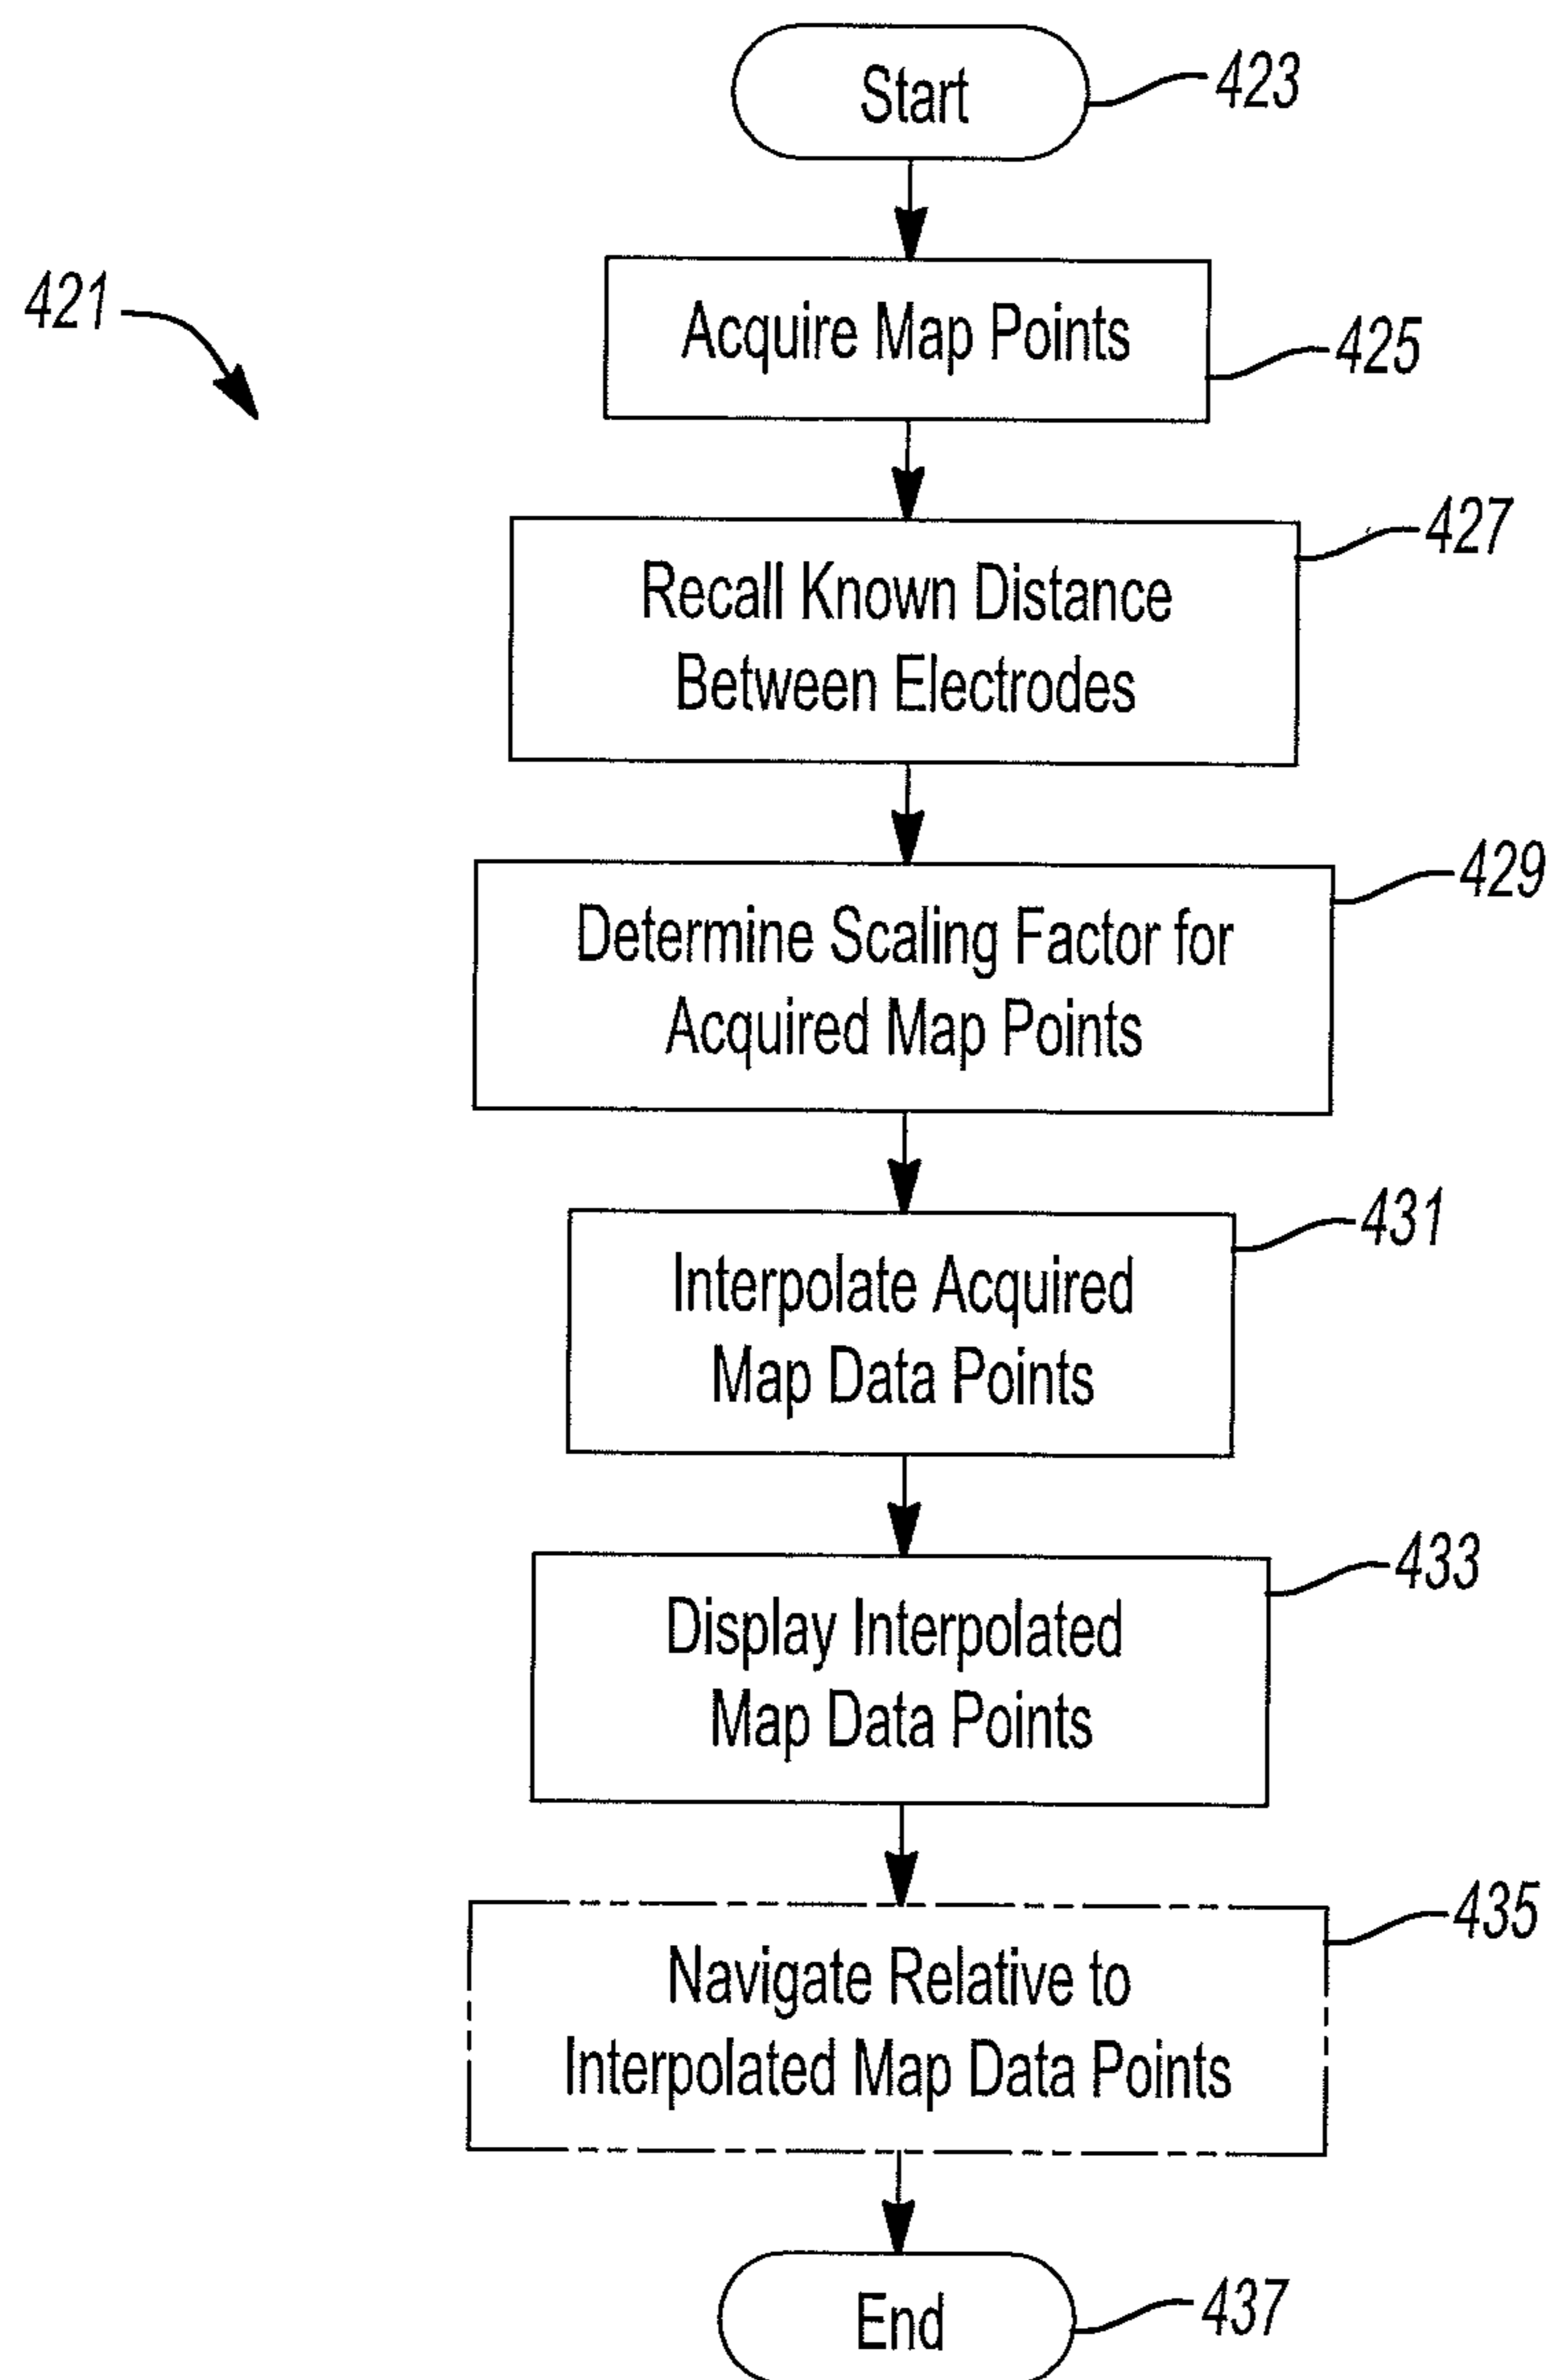 Start
423
421
Acquire Map Points
425
Recall Known Distance
Between Electrodes
427
Determine Scaling Factor for
Acquired Map Points
429
Interpolate Acquired
Map Data Points
431
Display Interpolated
Map Data Points
433
Navigate Relative to
Interpolated Map Data Points
435
End
437